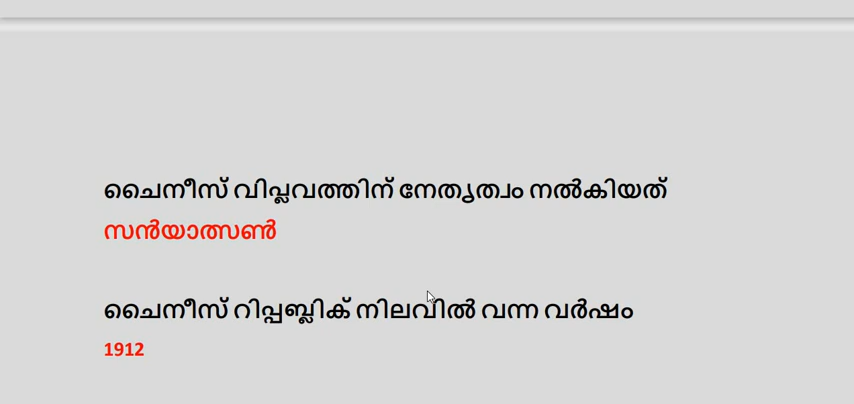 ചൈനീസ് വിപ്ലവത്തിന് നേതൃത്വം നൽകിയത്
സൻയാത്സൺ
ചൈനീസ് റിപ്പബ്ലിക് നിലവിൽ വന്ന വർഷം
1912